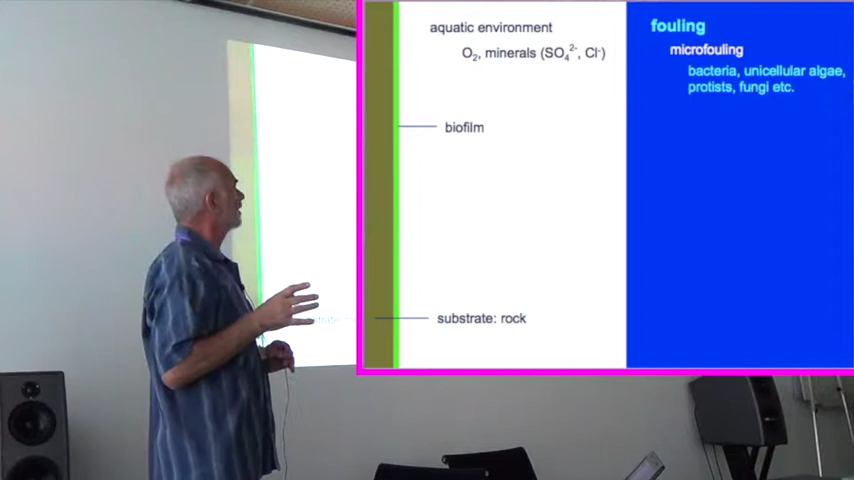 aquatic environment
O₂, minerals (SO₄²⁻, Cl⁻)
biofilm
substrate: rock
fouling
microfouling
bacteria, unicellular algae,
protists, fungi etc.